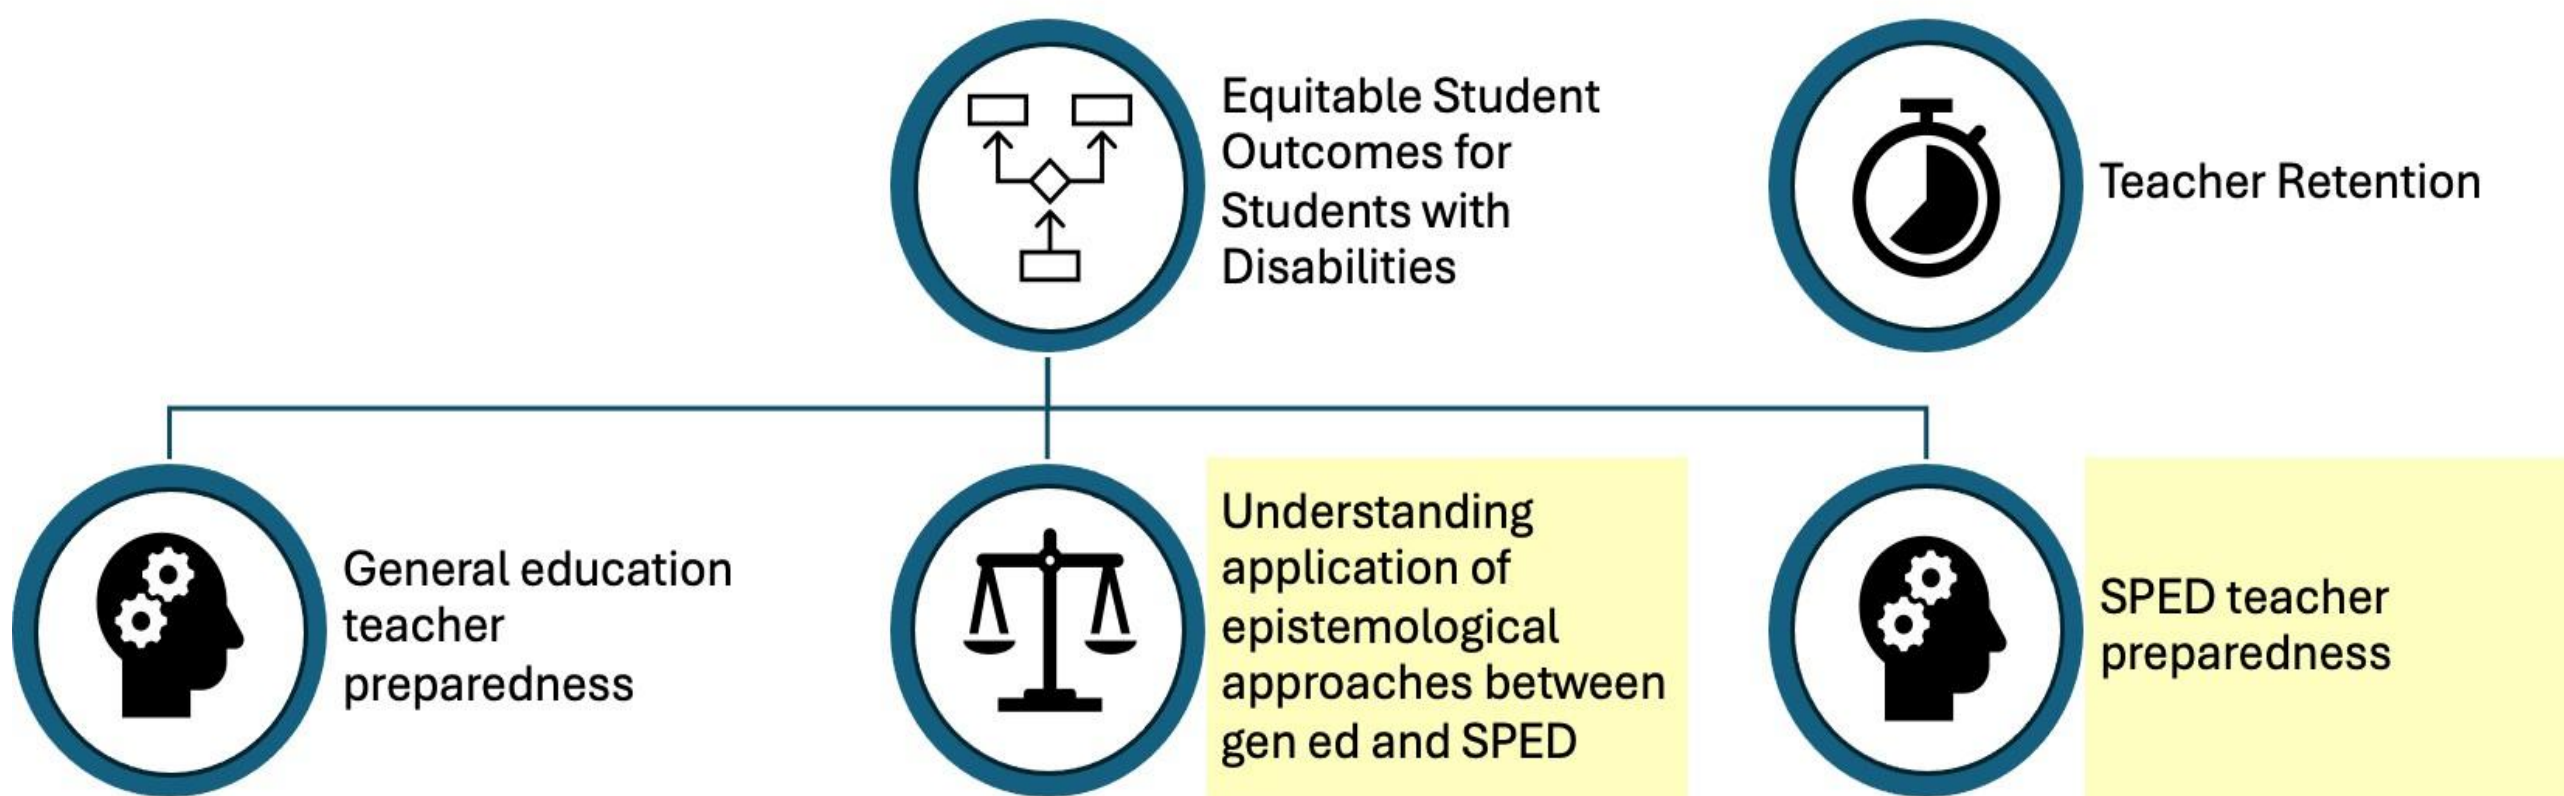 Equitable Student
Outcomes for
Students with
Disabilities
Teacher Retention
General education
teacher
preparedness
Understanding
application of
epistemological
approaches between
gen ed and SPED
SPED teacher
preparedness